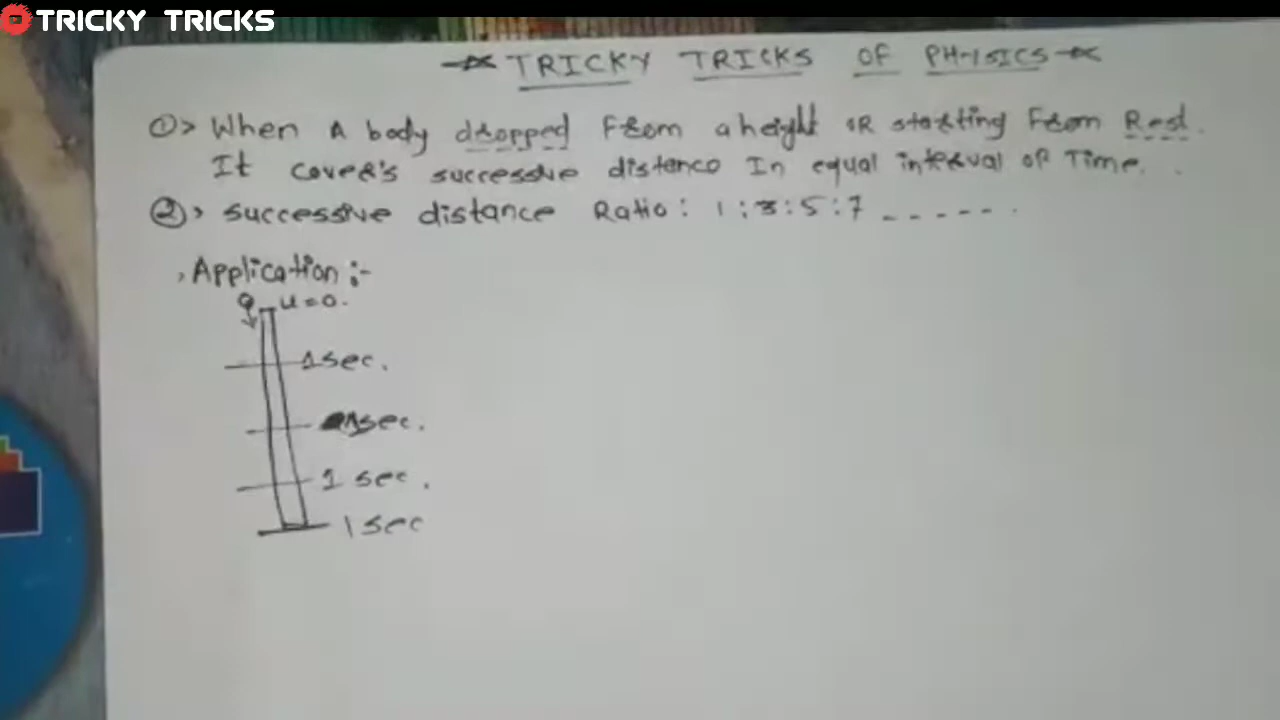 TRICKY TRICKS
TRICKY TRICKS OF PHYSICS
①> When A body dropped From a height OR starting From Rest.
It cover's successive distance In equal interval of Time.
②> Successive distance Ratio: 1:3:5:7 ------.
Application:-
u=0.
1sec.
1sec.
1 sec.
1sec